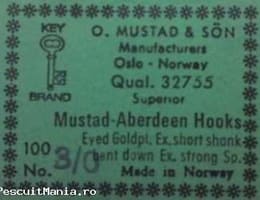 KEY
BRAND
O. MUSTAD & SÖN
Manufacturers
Oslo - Norway
Qual. 32755
Superior
Mustad-Aberdeen Hooks
Eyed Goldpl. Ex. short shank
bent down Ex. strong Sp.
100
No. 3/0 Made in Norway
PescuitMania.ro